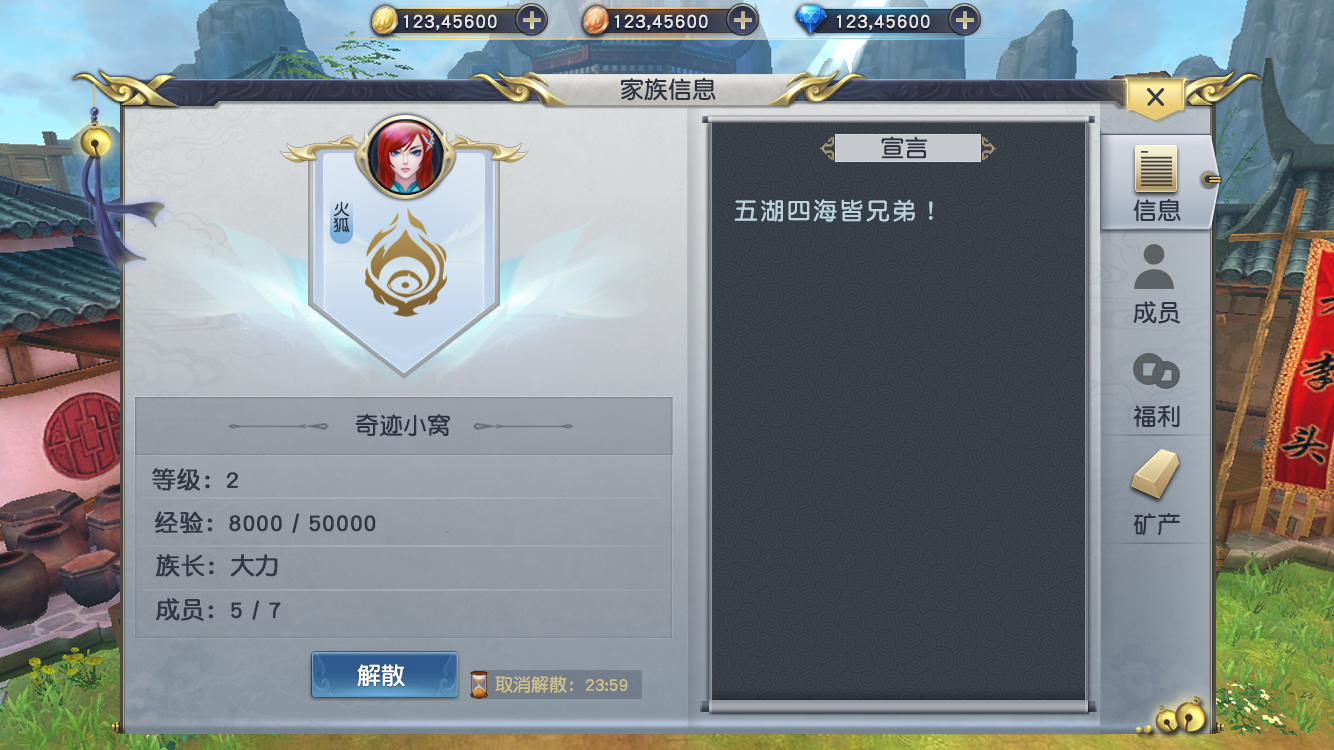 123,45600
123,45600
123,45600
家族信息
火狐
宣言
五湖四海皆兄弟！
信息
成员
福利
矿产
奇迹小窝
等级：2
经验：8000 / 50000
族长：大力
成员：5 / 7
解散
取消解散：23:59
李
头